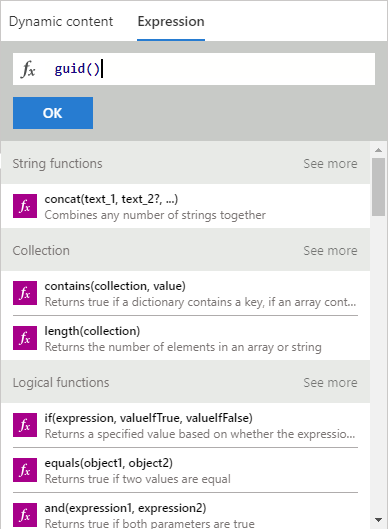 Dynamic content Expression
fx guid()
OK
String functions See more
fx concat(text_1, text_2?, ...)
Combines any number of strings together
Collection See more
fx contains(collection, value)
Returns true if a dictionary contains a key, if an array cont...
fx length(collection)
Returns the number of elements in an array or string
Logical functions See more
fx if(expression, valueIfTrue, valueIfFalse)
Returns a specified value based on whether the expressio...
fx equals(object1, object2)
Returns true if two values are equal
fx and(expression1, expression2)
Returns true if both parameters are true